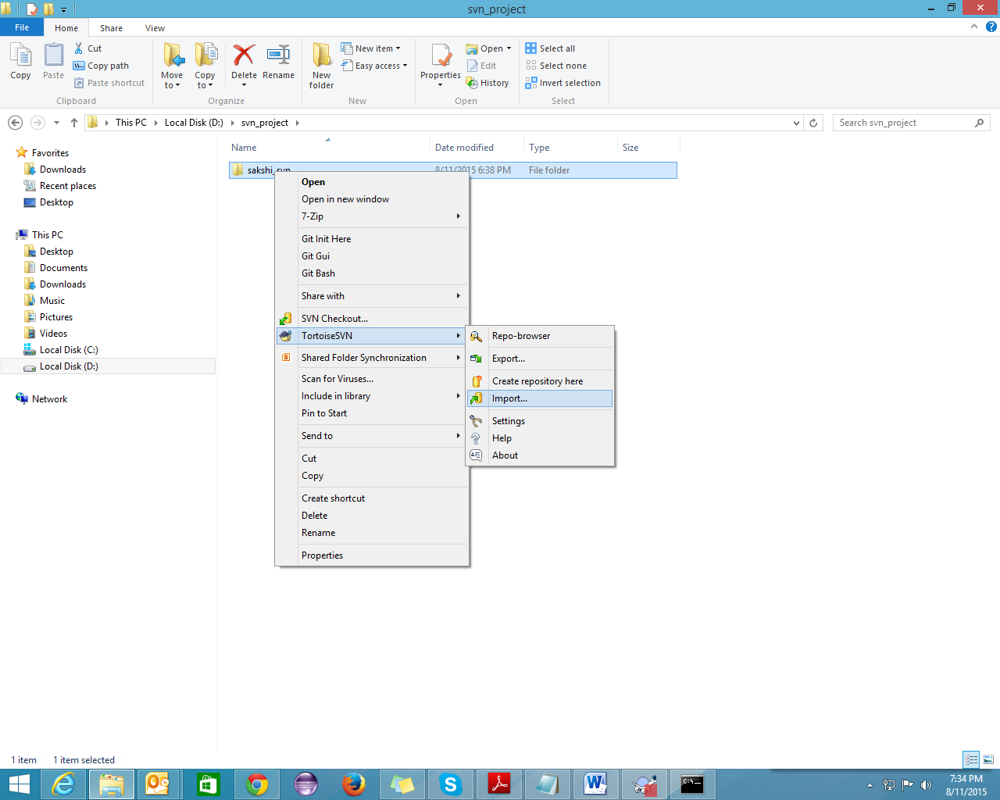 svn_project
File Home Share View
Copy
Paste
Cut
Copy path
Paste shortcut
Clipboard
Move to
Copy to
Delete
Rename
Organize
New folder
New item
Easy access
New
Properties
Open
Edit
History
Open
Select all
Select none
Invert selection
Select
This PC Local Disk (D:) svn_project
Search svn_project
Favorites
Downloads
Recent places
Desktop
This PC
Desktop
Documents
Downloads
Music
Pictures
Videos
Local Disk (C:)
Local Disk (D:)
Network
Name Date modified Type Size
sakshi_svn 8/11/2015 6:38 PM File folder
Open
Open in new window
7-Zip
Git Init Here
Git Gui
Git Bash
Share with
SVN Checkout...
TortoiseSVN
Shared Folder Synchronization
Scan for Viruses...
Include in library
Pin to Start
Send to
Cut
Copy
Create shortcut
Delete
Rename
Properties
Repo-browser
Export...
Create repository here
Import...
Settings
Help
About
1 item 1 item selected
7:34 PM
8/11/2015